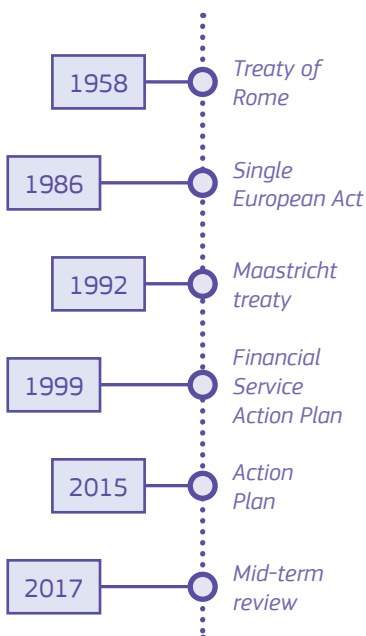 1958
Treaty of
Rome
1986
Single
European Act
1992
Maastricht
treaty
1999
Financial
Service
Action Plan
2015
Action
Plan
2017
Mid-term
review